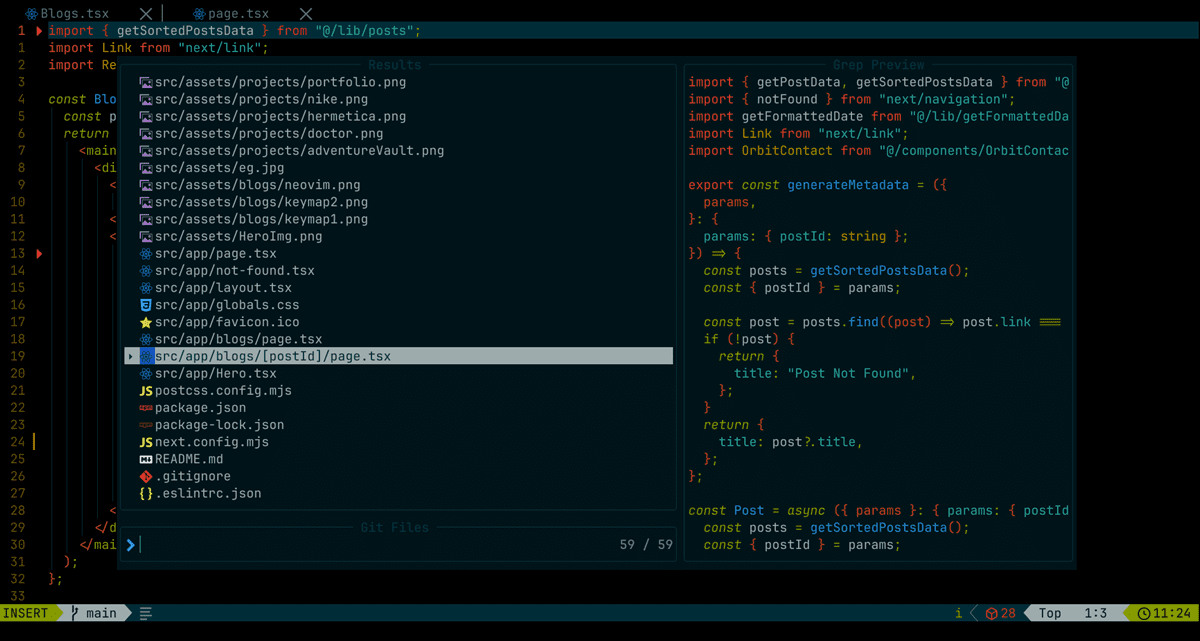 Blogs.tsx page.tsx
1 import { getSortedPostsData } from "@/lib/posts";
1 import Link from "next/link";
2 import Re
3
4 const Blo
5 const p
6 return
7 <main
8 <di
9 <
10
11 <
12 <
13
14
15
16
17
18
19
20
21
22
23
24
25
26
27
28 <
29 </d
30 </mai
31 );
32 };
33
Results
src/assets/projects/portfolio.png
src/assets/projects/nike.png
src/assets/projects/hermetica.png
src/assets/projects/doctor.png
src/assets/projects/adventureVault.png
src/assets/eg.jpg
src/assets/blogs/neovim.png
src/assets/blogs/keymap2.png
src/assets/blogs/keymap1.png
src/assets/HeroImg.png
src/app/page.tsx
src/app/not-found.tsx
src/app/layout.tsx
src/app/globals.css
src/app/favicon.ico
src/app/blogs/page.tsx
src/app/blogs/[postId]/page.tsx
src/app/Hero.tsx
JS postcss.config.mjs
package.json
package-lock.json
JS next.config.mjs
README.md
.gitignore
{} .eslintrc.json
Git Files
59 / 59
Grep Preview
import { getPostData, getSortedPostsData } from "@
import { notFound } from "next/navigation";
import getFormattedDate from "@/lib/getFormattedDa
import Link from "next/link";
import OrbitContact from "@/components/OrbitContac
export const generateMetadata = ({
params,
}: {
params: { postId: string };
}) => {
const posts = getSortedPostsData();
const { postId } = params;
const post = posts.find((post) => post.link ===
if (!post) {
return {
title: "Post Not Found",
};
}
return {
title: post?.title,
};
};
const Post = async ({ params }: { params: { postId
const posts = getSortedPostsData();
const { postId } = params;
INSERT main i 28 Top 1:3 11:24